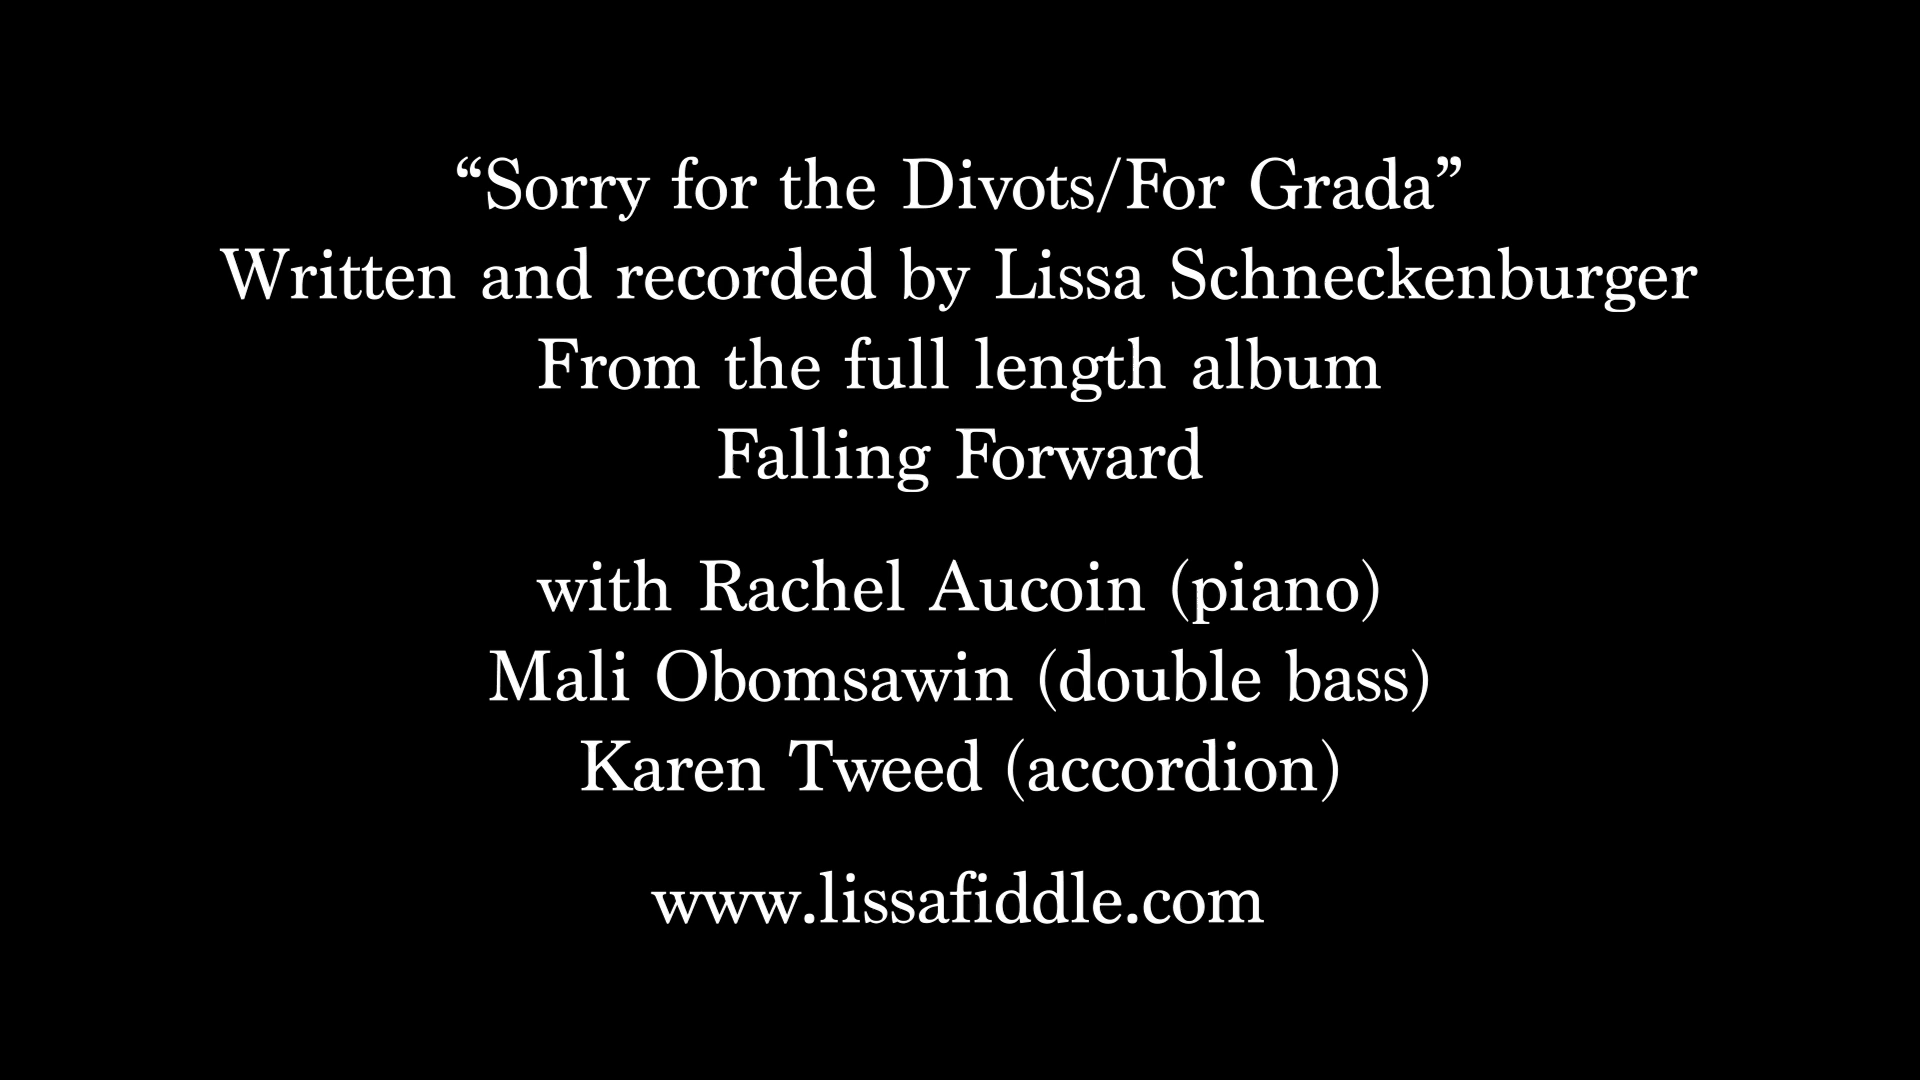 “Sorry for the Divots/For Grada”
Written and recorded by Lissa Schneckenburger
From the full length album
Falling Forward
with Rachel Aucoin (piano)
Mali Obomsawin (double bass)
Karen Tweed (accordion)
www.lissafiddle.com